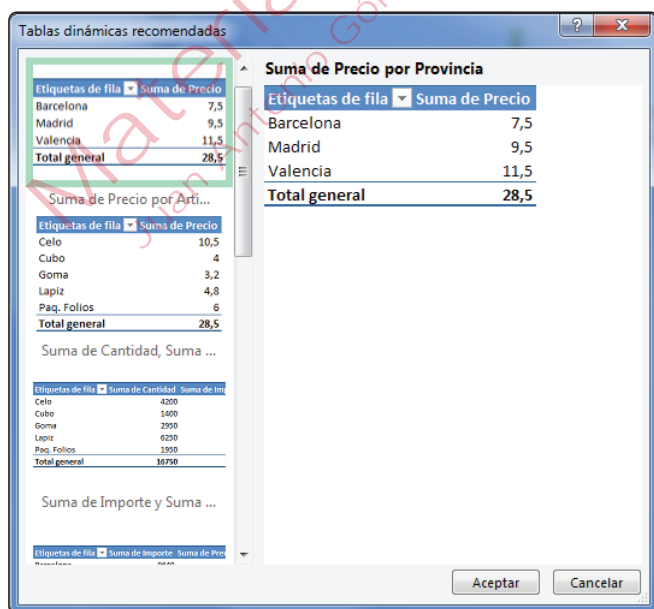 Tablas dinámicas recomendadas
Etiquetas de fila Suma de Precio
Barcelona 7,5
Madrid 9,5
Valencia 11,5
Total general 28,5
Suma de Precio por Artí...
Etiquetas de fila Suma de Precio
Celo 10,5
Cubo 4
Goma 3,2
Lapiz 4,8
Paq. Folios 6
Total general 28,5
Suma de Cantidad, Suma ...
Etiquetas de fila Suma de Cantidad Suma de Im
Celo 4200
Cubo 1400
Goma 2950
Lapiz 6250
Paq. Folios 1950
Total general 16750
Suma de Importe y Suma ...
Etiquetas de fila Suma de Importe Suma de Pre
Suma de Precio por Provincia
Etiquetas de fila Suma de Precio
Barcelona 7,5
Madrid 9,5
Valencia 11,5
Total general 28,5
Aceptar Cancelar
Materia
Juan Antonio Góm